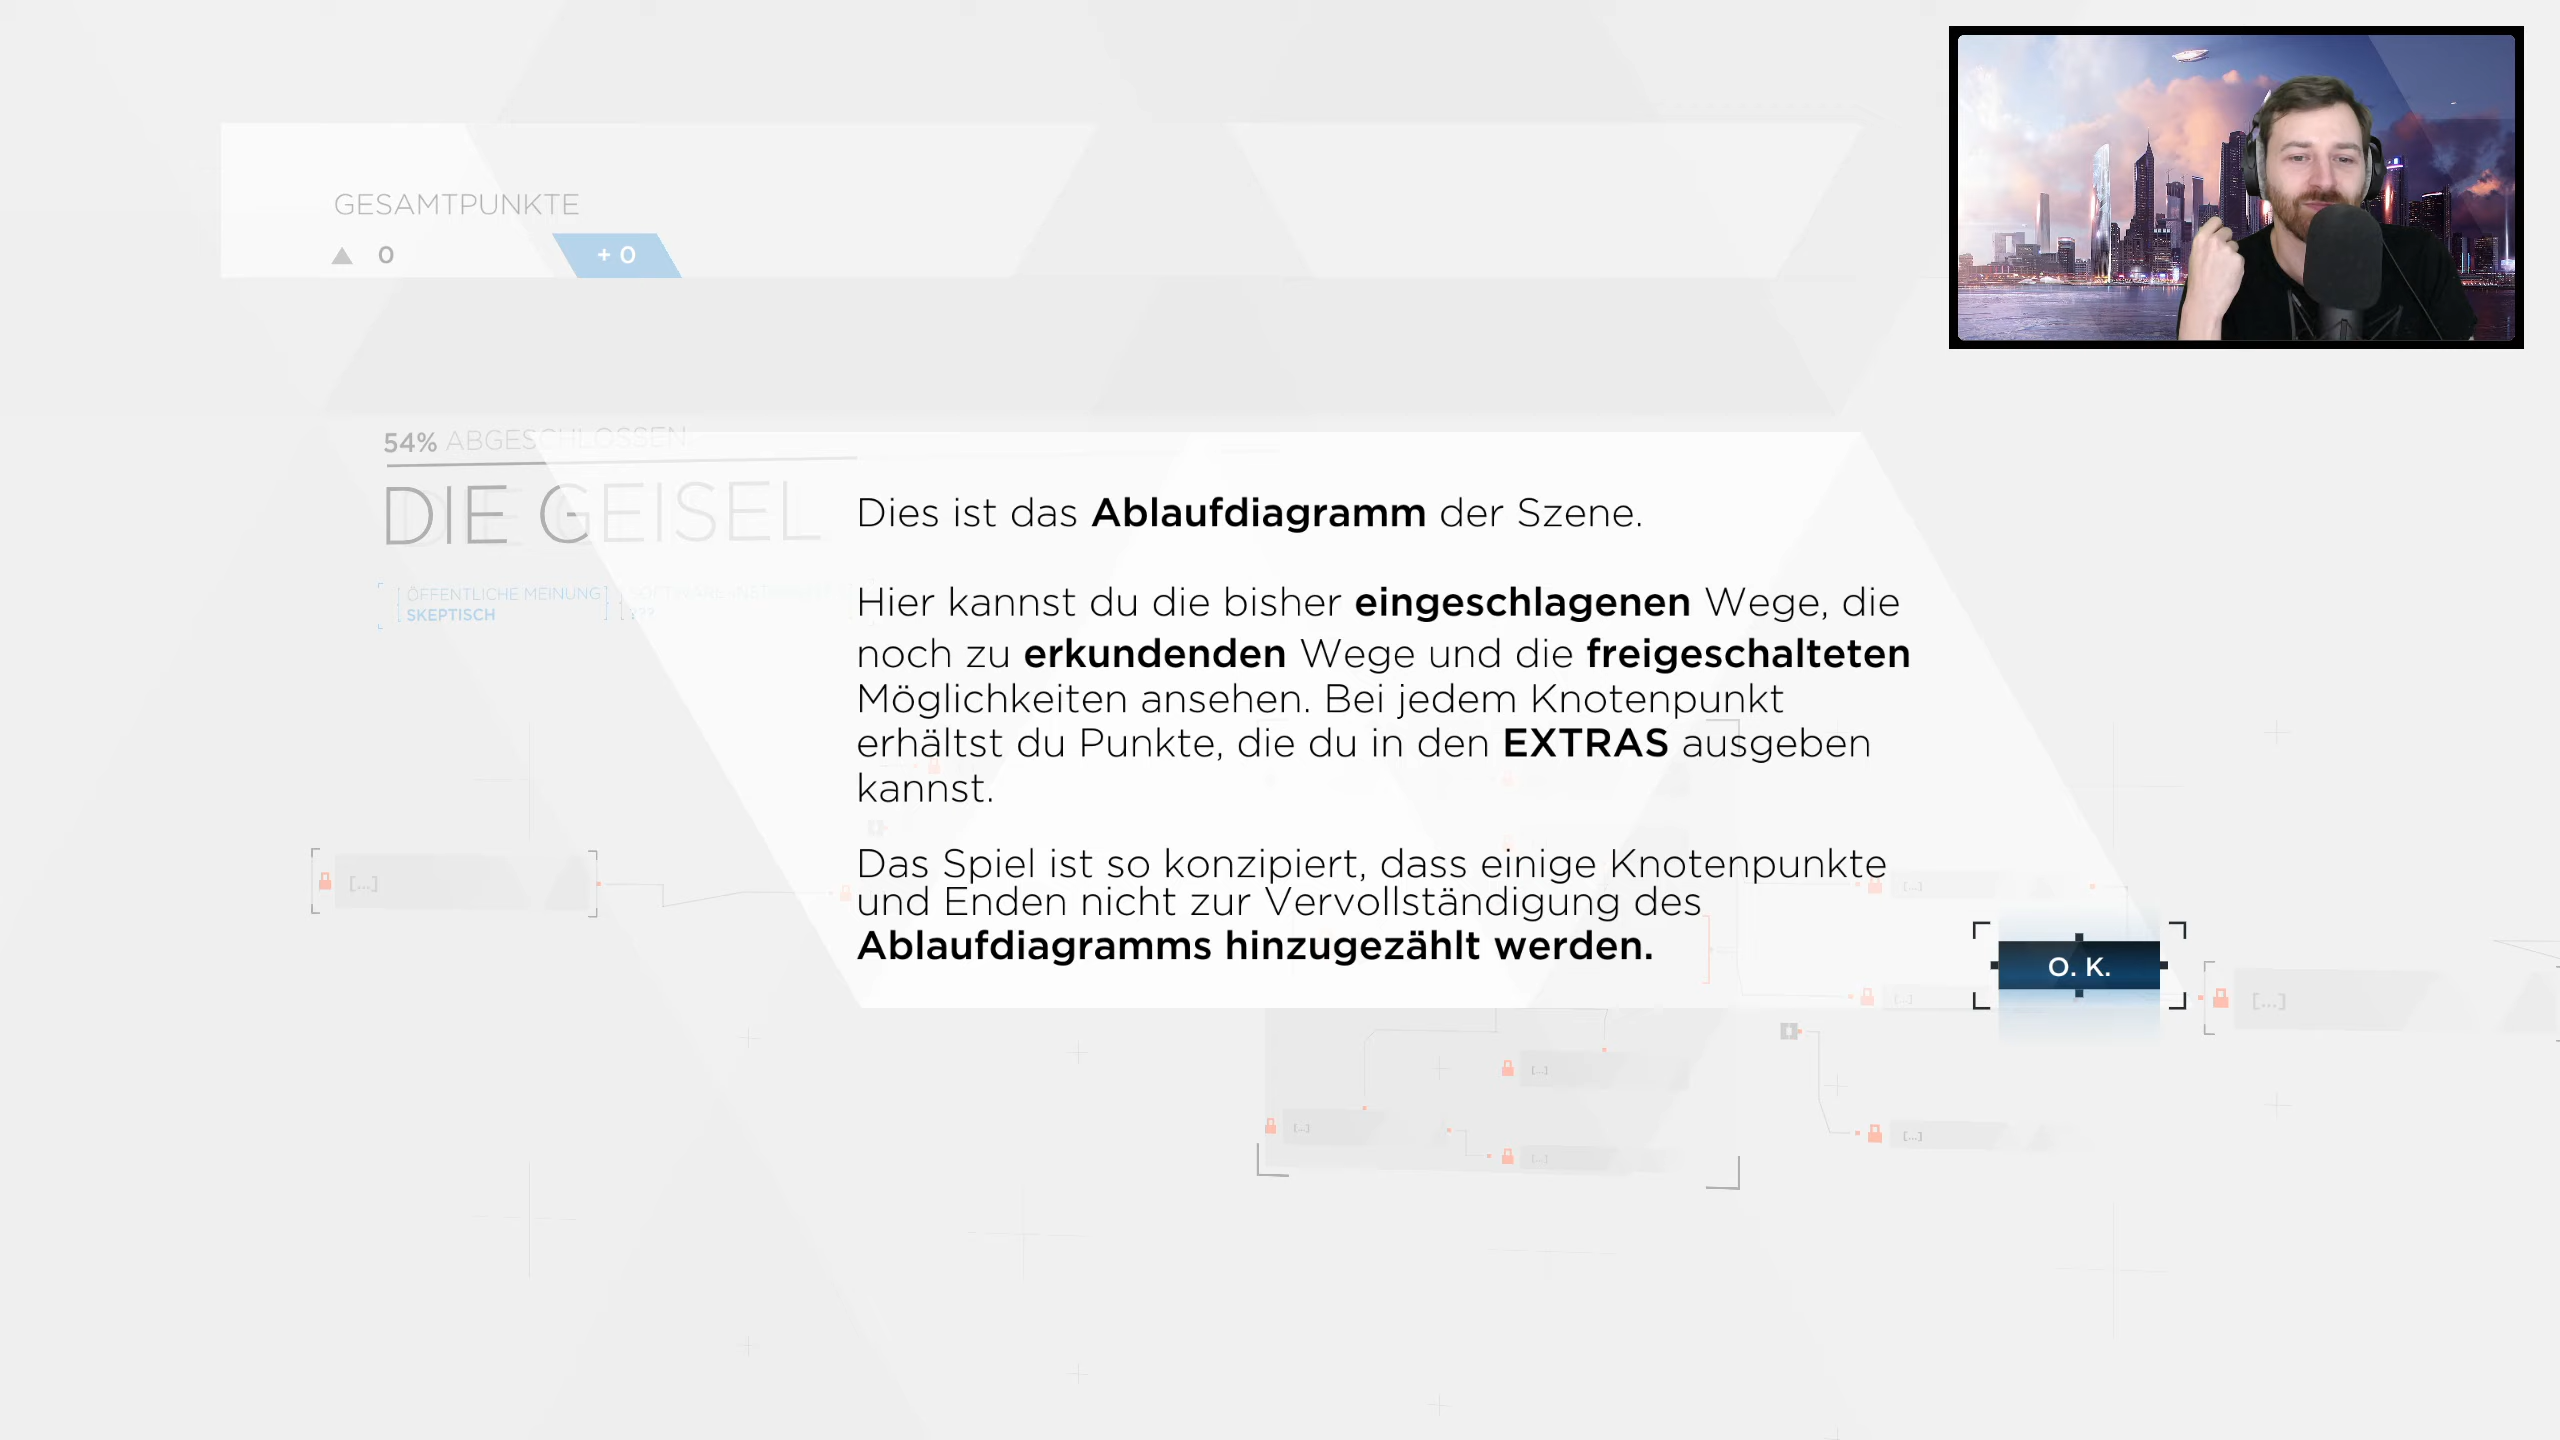 GESAMTPUNKTE
0
+ 0
54% ABGESCHLOSSEN
DIE GEISEL
ÖFFENTLICHE MEINUNG
SKEPTISCH
???
Dies ist das Ablaufdiagramm der Szene.
Hier kannst du die bisher eingeschlagenen Wege, die
noch zu erkundenden Wege und die freigeschalteten
Möglichkeiten ansehen. Bei jedem Knotenpunkt
erhältst du Punkte, die du in den EXTRAS ausgeben
kannst.
Das Spiel ist so konzipiert, dass einige Knotenpunkte
und Enden nicht zur Vervollständigung des
Ablaufdiagramms hinzugezählt werden.
[...]
[...]
O. K.
[...]
[...]
[...]
[...]
[...]
[...]